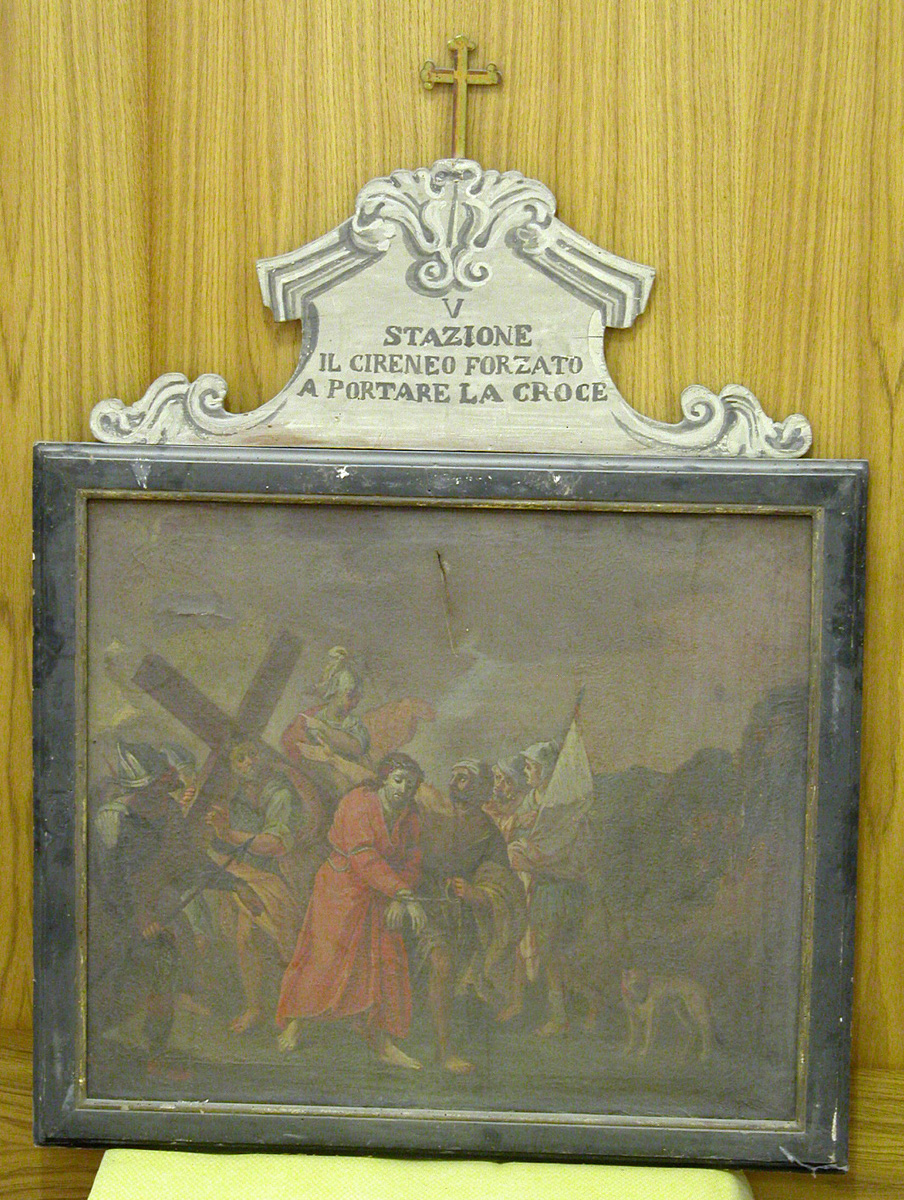 V
STAZIONE
IL CIRENEO FORZATO
A PORTARE LA CROCE